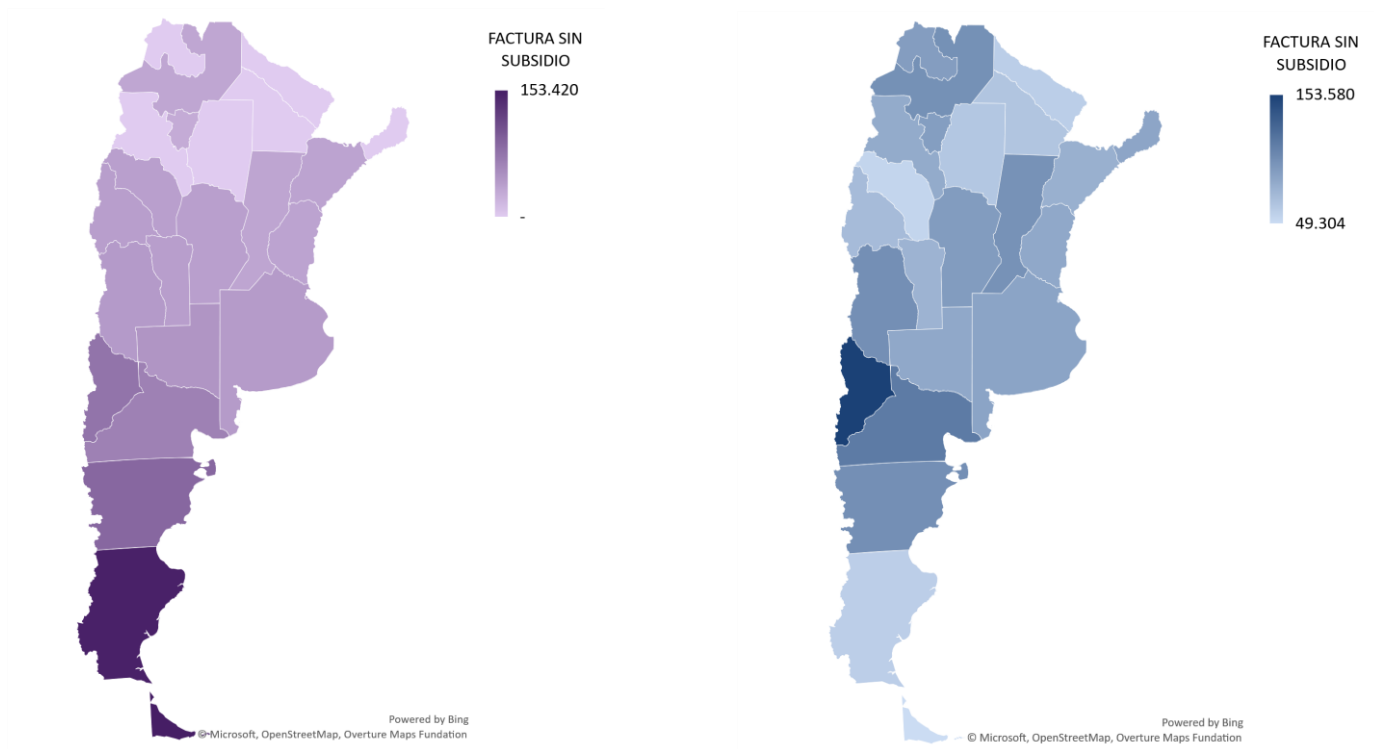 FACTURA SIN
SUBSIDIO
153.420
-
Powered by Bing
© Microsoft, OpenStreetMap, Overture Maps Fundation
FACTURA SIN
SUBSIDIO
153.580
49.304
Powered by Bing
© Microsoft, OpenStreetMap, Overture Maps Fundation